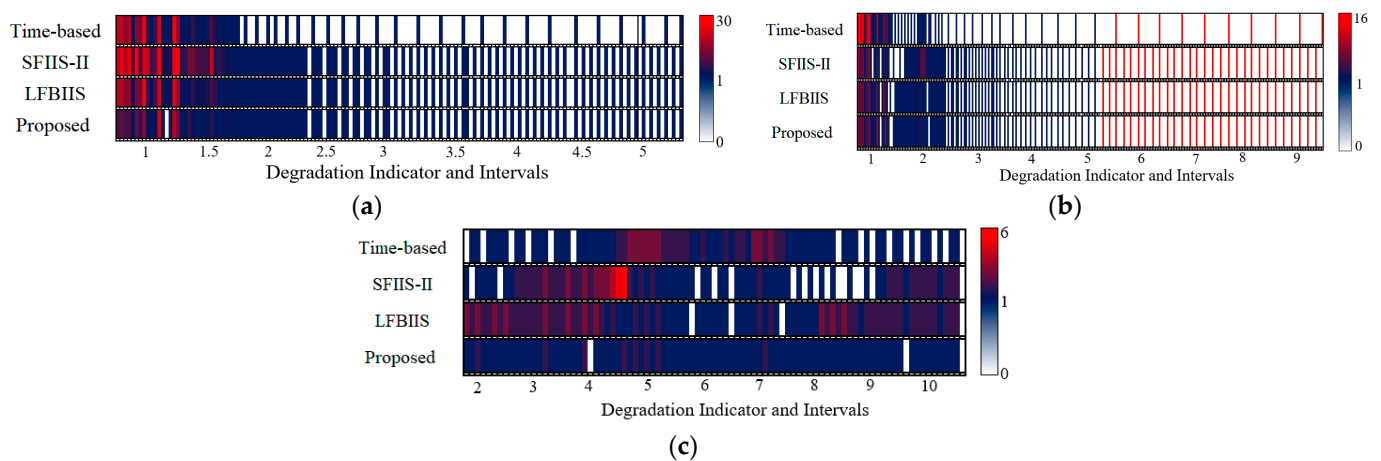 Time-based
SFIIS-II
LFBIIS
Proposed
30
1
0
1 1.5 2 2.5 3 3.5 4 4.5 5
Degradation Indicator and Intervals
(a)
Time-based
SFIIS-II
LFBIIS
Proposed
16
1
0
1 2 3 4 5 6 7 8 9
Degradation Indicator and Intervals
(b)
Time-based
SFIIS-II
LFBIIS
Proposed
6
1
0
2 3 4 5 6 7 8 9 10
Degradation Indicator and Intervals
(c)